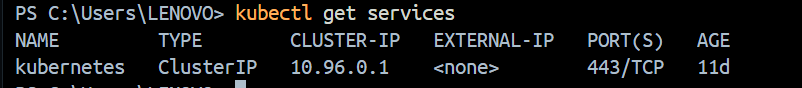 PS C:\Users\LENOVO> kubectl get services
NAME TYPE CLUSTER-IP EXTERNAL-IP PORT(S) AGE
kubernetes ClusterIP 10.96.0.1 <none> 443/TCP 11d